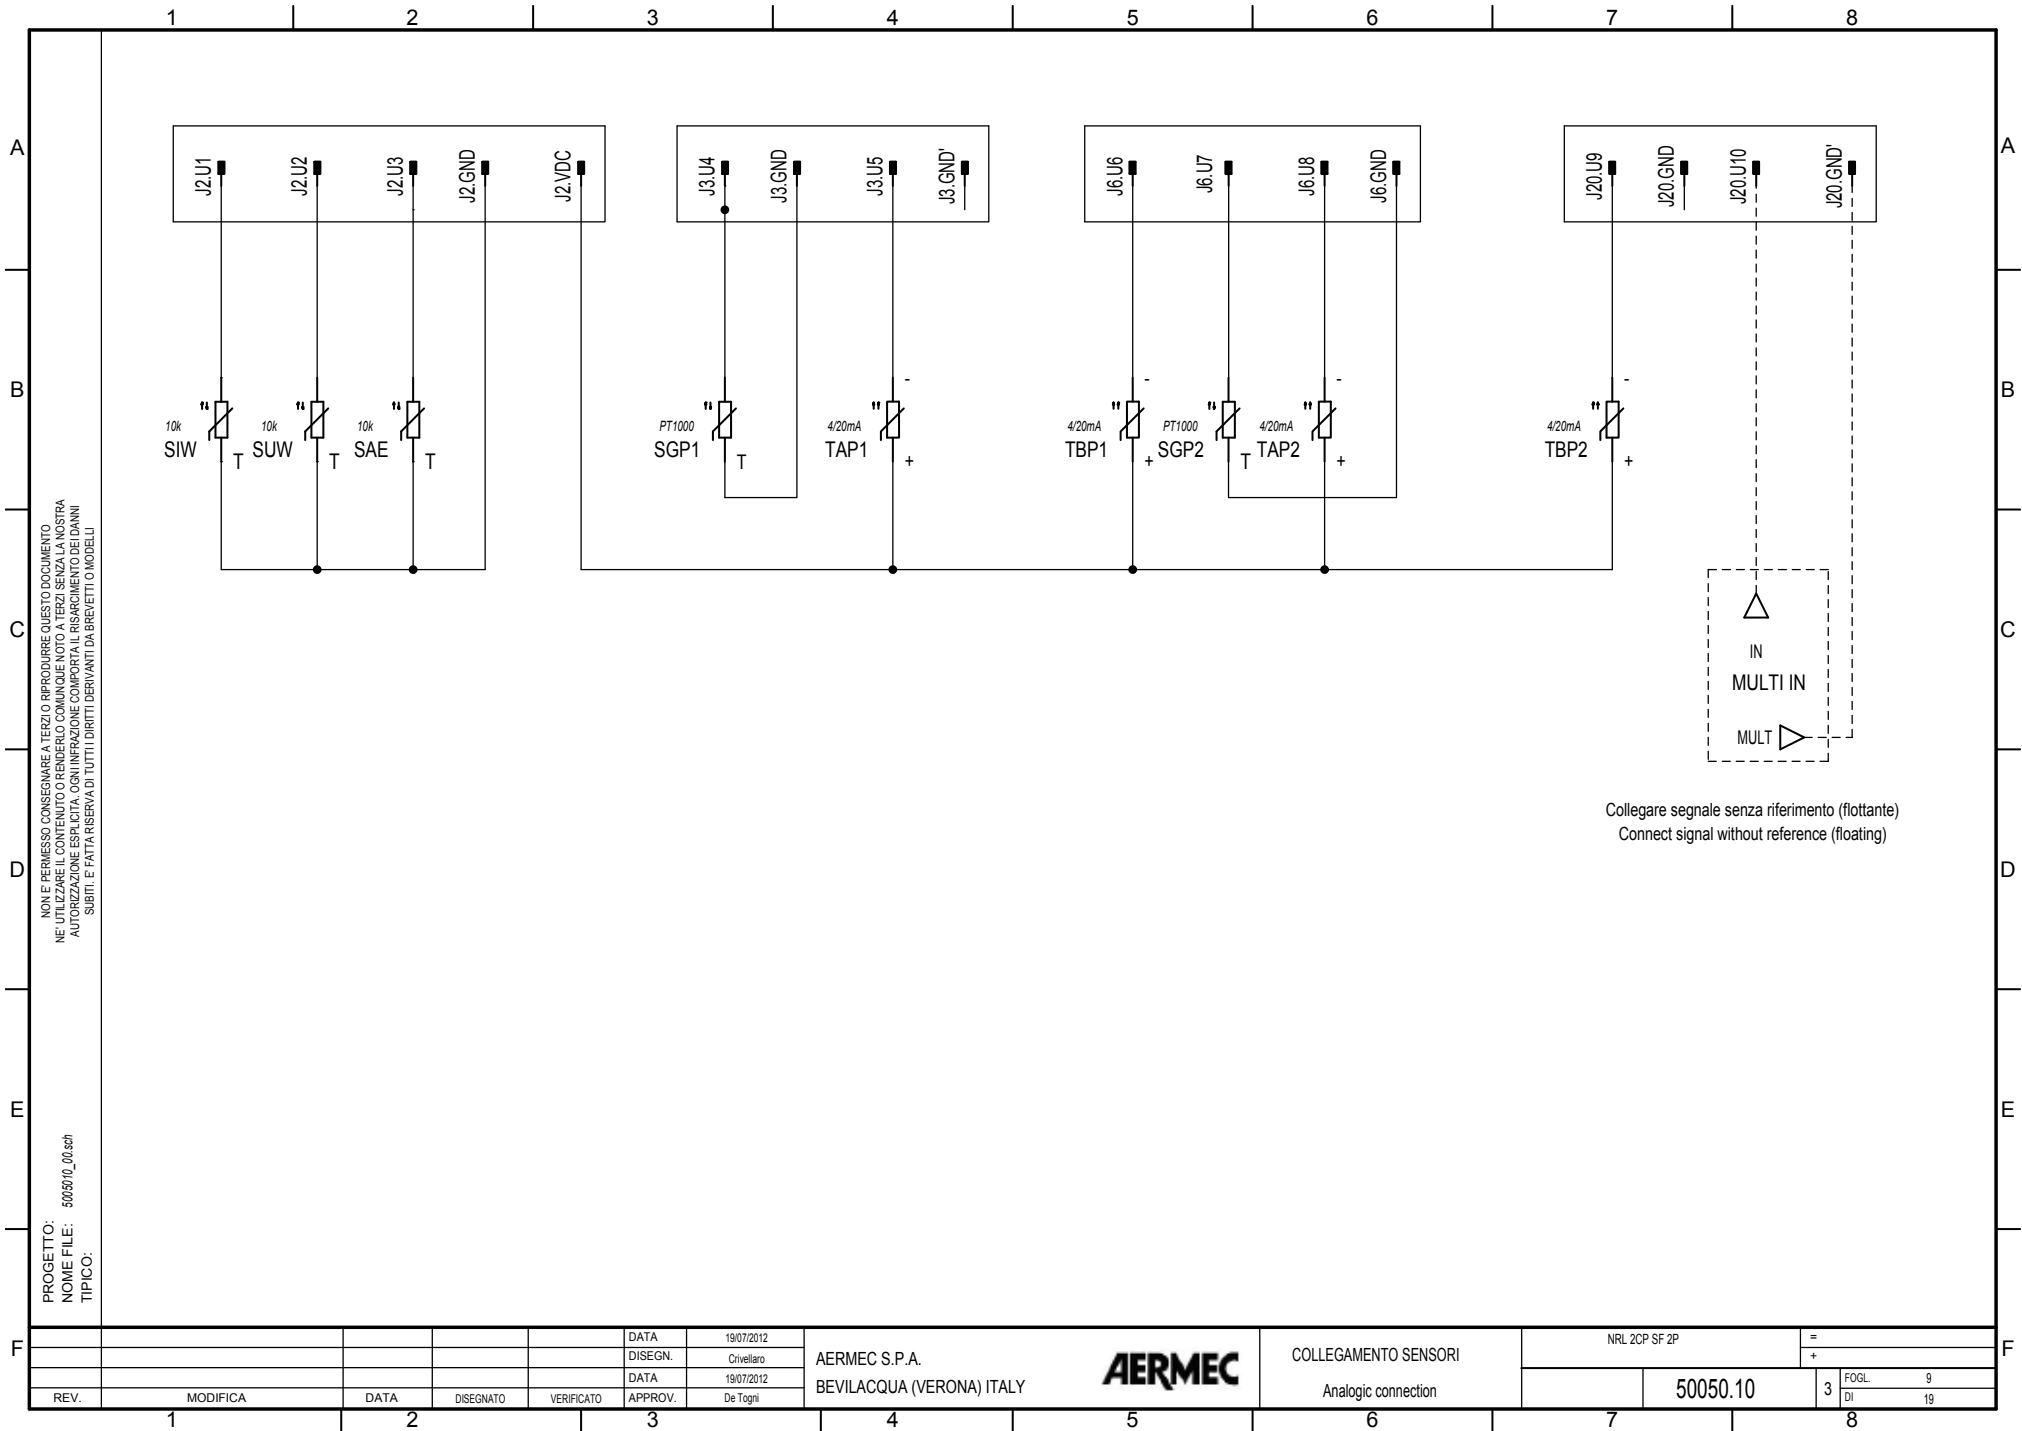 1 2 3 4 5 6 7 8
A A
J2.U1 J2.U2 J2.U3 J2.GND J2.VDC J3.U4 J3.GND J3.U5 J3.GND' J6.U6 J6.U7 J6.U8 J6.GND J20.U9 J20.GND J20.U10 J20.GND'
B B
- - - -
10k 10k 10k PT1000 4/20mA 4/20mA PT1000 4/20mA 4/20mA
SIW SUW SAE SGP1 TAP1 TBP1 SGP2 TAP2 TBP2
T T T T + + T + +
C C
IN
MULTI IN
MULT
Collegare segnale senza riferimento (flottante)
Connect signal without reference (floating)
D D
NON E' PERMESSO CONSEGNARE A TERZI O RIPRODURRE QUESTO DOCUMENTO
NE' UTILIZZARE IL CONTENUTO O RENDERLO COMUNQUE NOTO A TERZI SENZA LA NOSTRA
AUTORIZZAZIONE ESPLICITA. OGNI INFRAZIONE COMPORTA IL RISARCIMENTO DEI DANNI
SUBITI. E' FATTA RISERVA DI TUTTI I DIRITTI DERIVANTI DA BREVETTI O MODELLI
E E
PROGETTO:
NOME FILE: 5005010_00.sch
TIPICO:
F F
DATA 19/07/2012
DISEGN. Crivellaro
DATA 19/07/2012
REV. MODIFICA DATA DISEGNATO VERIFICATO APPROV. De Togni
AERMEC S.P.A.
BEVILACQUA (VERONA) ITALY
AERMEC
COLLEGAMENTO SENSORI
Analogic connection
NRL 2CP SF 2P
=
+
50050.10
3
FOGL. 9
DI 19
1 2 3 4 5 6 7 8